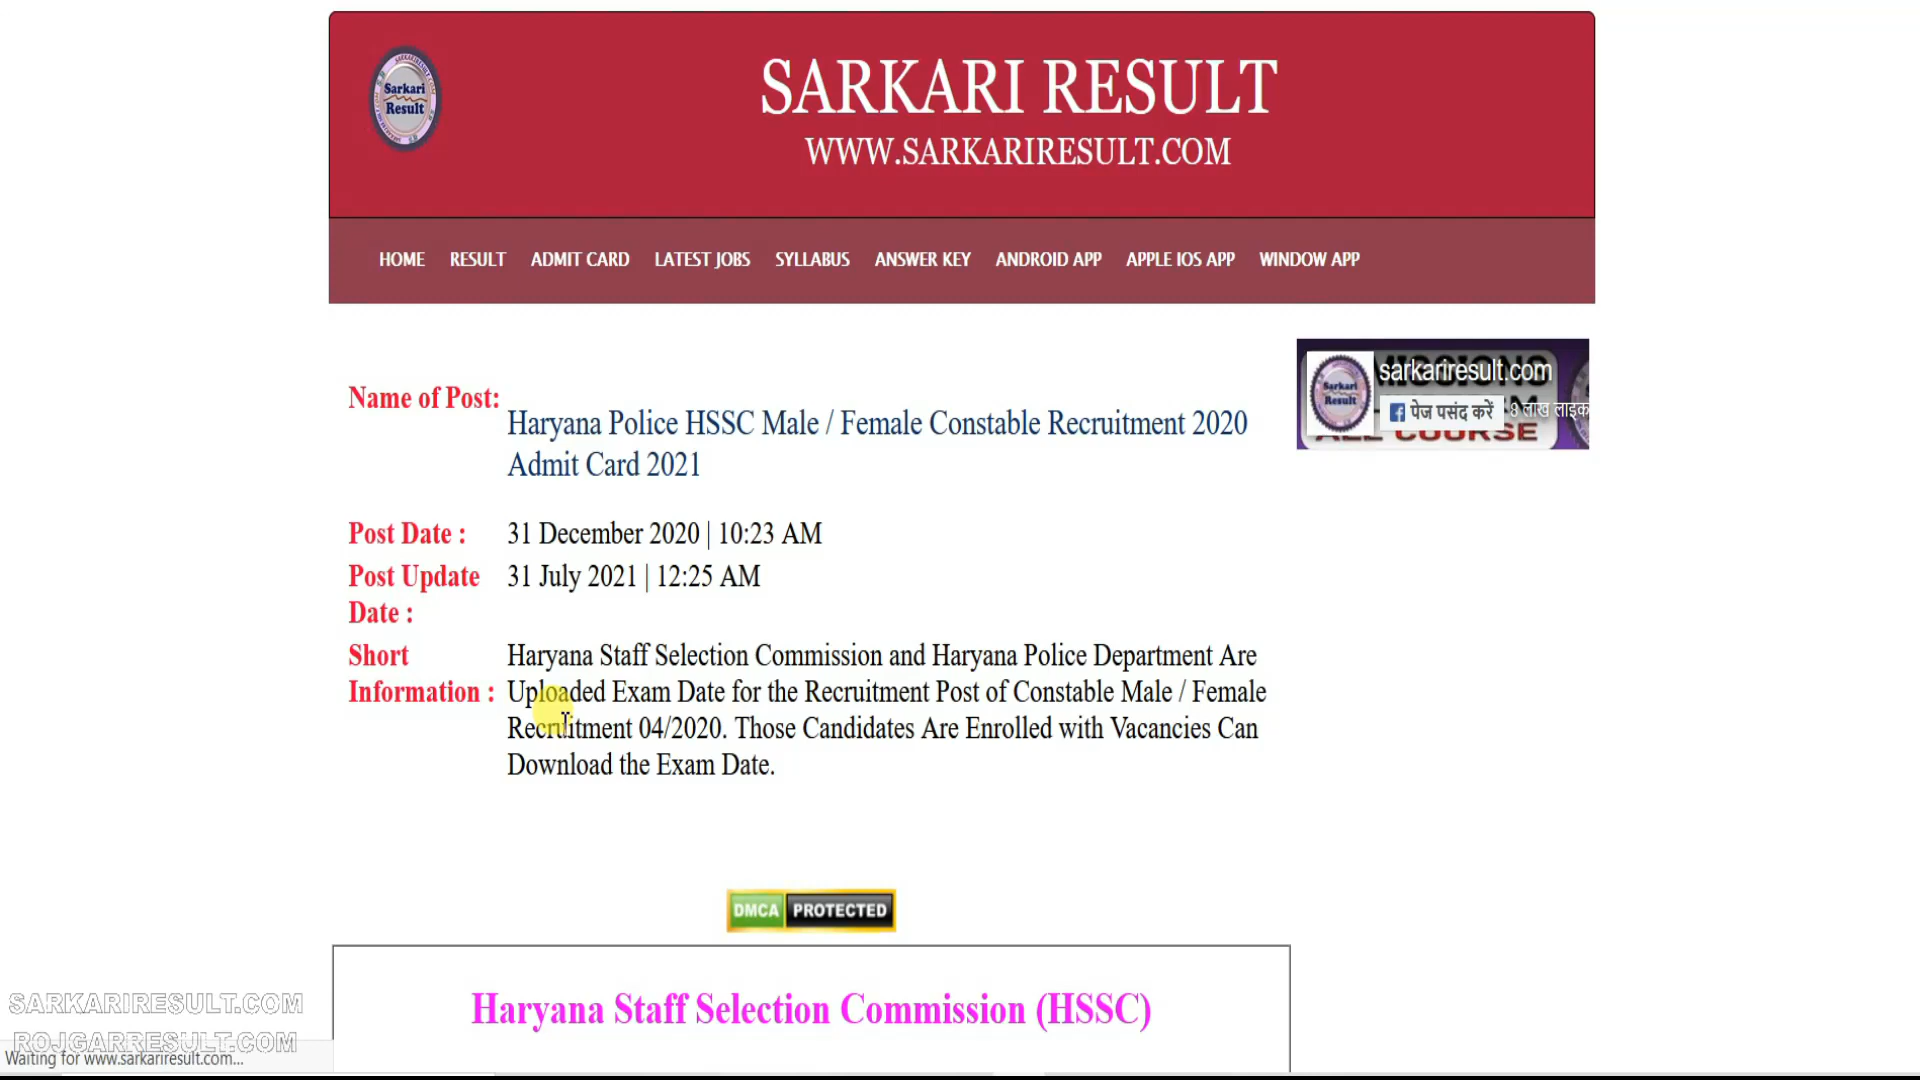 SARKARI RESULT
WWW.SARKARIRESULT.COM
Sarkari
Result
HOME RESULT ADMIT CARD LATEST JOBS SYLLABUS ANSWER KEY ANDROID APP APPLE IOS APP WINDOW APP
Name of Post:
Haryana Police HSSC Male / Female Constable Recruitment 2020
Admit Card 2021
sarkariresult.com
Sarkari
Result
पेज पसंद करें
लाख लाइक
ALL COURSE
Post Date : 31 December 2020 | 10:23 AM
Post Update 31 July 2021 | 12:25 AM
Date :
Short Haryana Staff Selection Commission and Haryana Police Department Are
Information : Uploaded Exam Date for the Recruitment Post of Constable Male / Female
Recruitment 04/2020. Those Candidates Are Enrolled with Vacancies Can
Download the Exam Date.
DMCA PROTECTED
Haryana Staff Selection Commission (HSSC)
SARKARIRESULT.COM
ROJGARRESULT.COM
Waiting for www.sarkariresult.com...